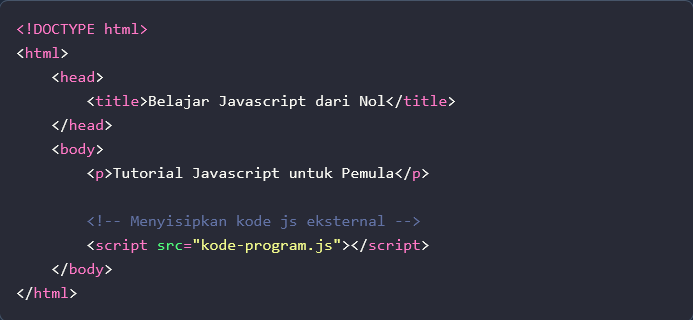 <!DOCTYPE html>
<html>
    <head>
        <title>Belajar Javascript dari Nol</title>
    </head>
    <body>
        <p>Tutorial Javascript untuk Pemula</p>

        <!-- Menyisipkan kode js eksternal -->
        <script src="kode-program.js"></script>
    </body>
</html>